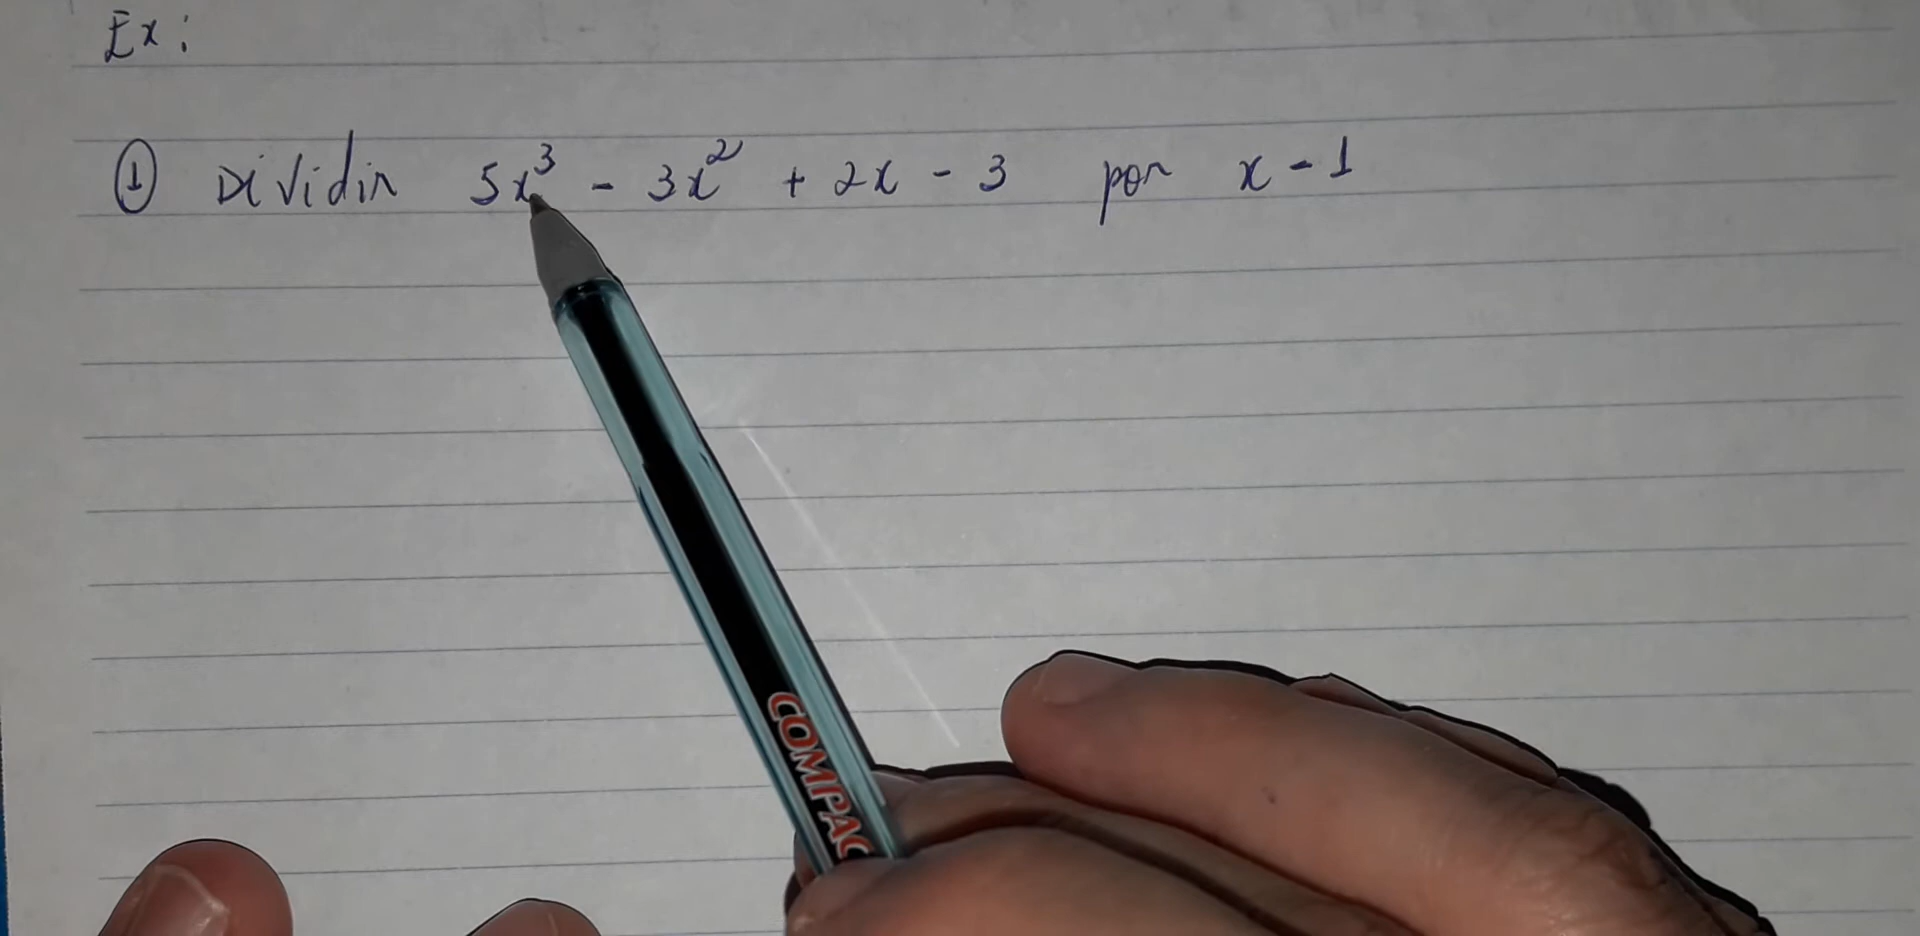 Ex:
① Dividir 5x³ - 3x² + 2x - 3 por x - 1
COMPAC